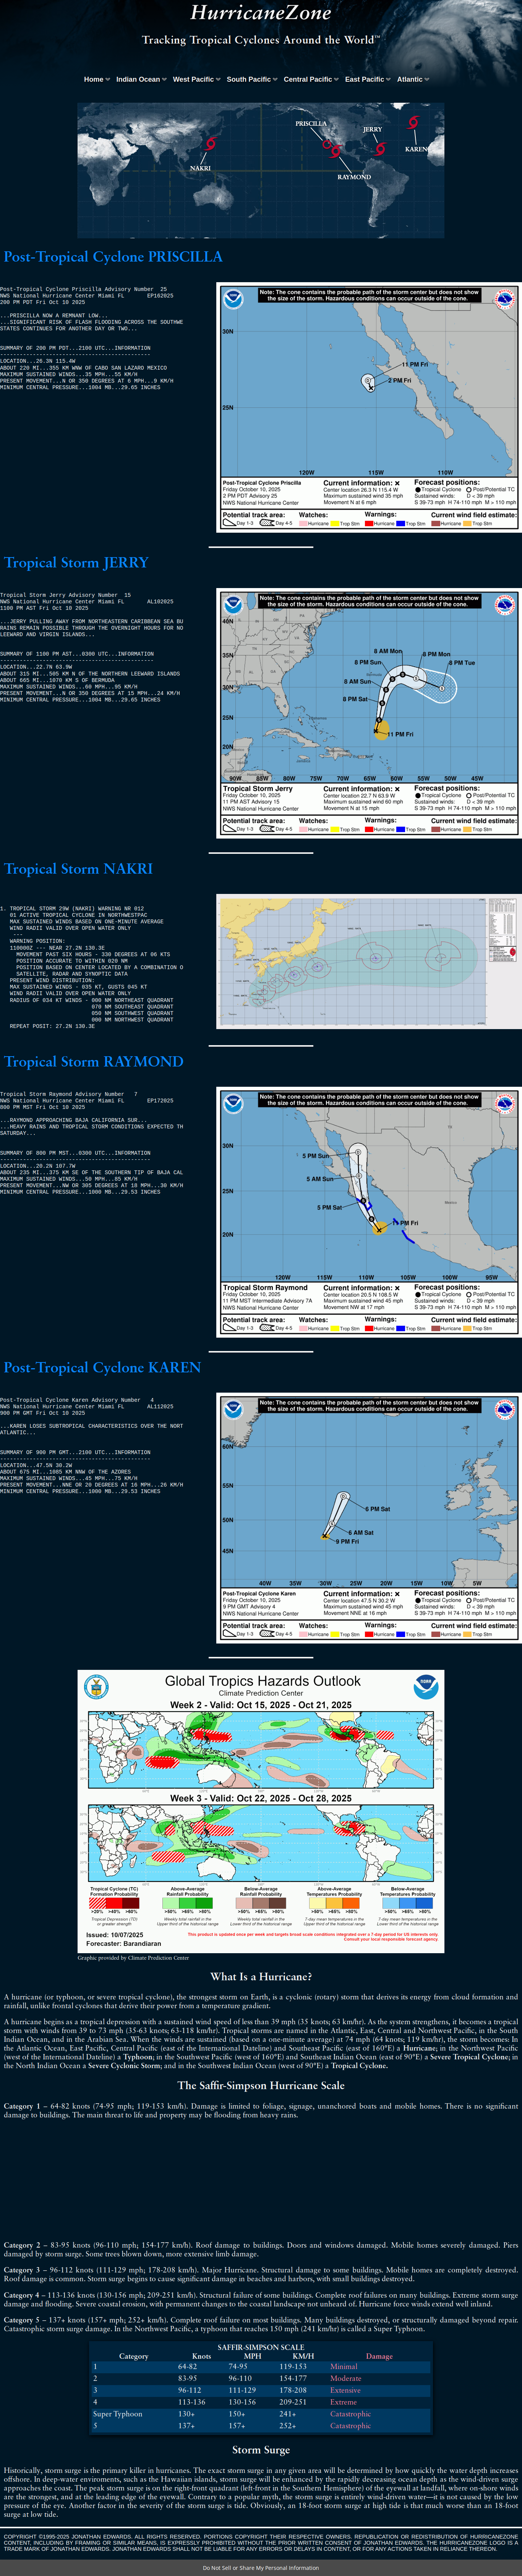 HurricaneZone
Tracking Tropical Cyclones Around the World™
Home Indian Ocean West Pacific South Pacific Central Pacific East Pacific Atlantic
PRISCILLA
JERRY
KAREN
NAKRI
RAYMOND
Post-Tropical Cyclone PRISCILLA
Post-Tropical Cyclone Priscilla Advisory Number 25
NWS National Hurricane Center Miami FL EP162025
200 PM PDT Fri Oct 10 2025
...PRISCILLA NOW A REMNANT LOW...
...SIGNIFICANT RISK OF FLASH FLOODING ACROSS THE SOUTHWE
STATES CONTINUES FOR ANOTHER DAY OR TWO...
SUMMARY OF 200 PM PDT...2100 UTC...INFORMATION
----------------------------------------------
LOCATION...26.3N 115.4W
ABOUT 220 MI...355 KM WNW OF CABO SAN LAZARO MEXICO
MAXIMUM SUSTAINED WINDS...35 MPH...55 KM/H
PRESENT MOVEMENT...N OR 350 DEGREES AT 6 MPH...9 KM/H
MINIMUM CENTRAL PRESSURE...1004 MB...29.65 INCHES
Note: The cone contains the probable path of the storm center but does not show
the size of the storm. Hazardous conditions can occur outside of the cone.
30N
11 PM Fri
2 PM Fri
25N
120W 115W 110W
Post-Tropical Cyclone Priscilla
Friday October 10, 2025
2 PM PDT Advisory 25
NWS National Hurricane Center
Current information: x
Center location 26.3 N 115.4 W
Maximum sustained wind 35 mph
Movement N at 6 mph
Forecast positions:
Tropical Cyclone Post/Potential TC
Sustained winds: D < 39 mph
S 39-73 mph H 74-110 mph M > 110 mph
Potential track area: Watches: Warnings: Current wind field estimate:
Day 1-3 Day 4-5 Hurricane Trop Stm Hurricane Trop Stm Hurricane Trop Stm
Tropical Storm JERRY
Tropical Storm Jerry Advisory Number 15
NWS National Hurricane Center Miami FL AL102025
1100 PM AST Fri Oct 10 2025
...JERRY PULLING AWAY FROM NORTHEASTERN CARIBBEAN SEA BU
RAINS REMAIN POSSIBLE THROUGH THE OVERNIGHT HOURS FOR NO
LEEWARD AND VIRGIN ISLANDS...
SUMMARY OF 1100 PM AST...0300 UTC...INFORMATION
-----------------------------------------------
LOCATION...22.7N 63.9W
ABOUT 315 MI...505 KM N OF THE NORTHERN LEEWARD ISLANDS
ABOUT 665 MI...1070 KM S OF BERMUDA
MAXIMUM SUSTAINED WINDS...60 MPH...95 KM/H
PRESENT MOVEMENT...N OR 350 DEGREES AT 15 MPH...24 KM/H
MINIMUM CENTRAL PRESSURE...1004 MB...29.65 INCHES
Note: The cone contains the probable path of the storm center but does not show
the size of the storm. Hazardous conditions can occur outside of the cone.
40N
35N
8 AM Mon
8 PM Mon
8 PM Sun
8 PM Tue
30N
8 AM Sun
8 PM Sat
25N
11 PM Fri
20N
90W 85W 80W 75W 70W 65W 60W 55W 50W 45W
Tropical Storm Jerry
Friday October 10, 2025
11 PM AST Advisory 15
NWS National Hurricane Center
Current information: x
Center location 22.7 N 63.9 W
Maximum sustained wind 60 mph
Movement N at 15 mph
Forecast positions:
Tropical Cyclone Post/Potential TC
Sustained winds: D < 39 mph
S 39-73 mph H 74-110 mph M > 110 mph
Potential track area: Watches: Warnings: Current wind field estimate:
Day 1-3 Day 4-5 Hurricane Trop Stm Hurricane Trop Stm Hurricane Trop Stm
Tropical Storm NAKRI
1. TROPICAL STORM 29W (NAKRI) WARNING NR 012
01 ACTIVE TROPICAL CYCLONE IN NORTHWESTPAC
MAX SUSTAINED WINDS BASED ON ONE-MINUTE AVERAGE
WIND RADII VALID OVER OPEN WATER ONLY
---
WARNING POSITION:
110000Z --- NEAR 27.2N 130.3E
MOVEMENT PAST SIX HOURS - 330 DEGREES AT 06 KTS
POSITION ACCURATE TO WITHIN 020 NM
POSITION BASED ON CENTER LOCATED BY A COMBINATION O
SATELLITE, RADAR AND SYNOPTIC DATA
PRESENT WIND DISTRIBUTION:
MAX SUSTAINED WINDS - 035 KT, GUSTS 045 KT
WIND RADII VALID OVER OPEN WATER ONLY
RADIUS OF 034 KT WINDS - 000 NM NORTHEAST QUADRANT
070 NM SOUTHEAST QUADRANT
050 NM SOUTHWEST QUADRANT
000 NM NORTHWEST QUADRANT
REPEAT POSIT: 27.2N 130.3E
Tropical Storm RAYMOND
Tropical Storm Raymond Advisory Number 7
NWS National Hurricane Center Miami FL EP172025
800 PM MST Fri Oct 10 2025
...RAYMOND APPROACHING BAJA CALIFORNIA SUR...
...HEAVY RAINS AND TROPICAL STORM CONDITIONS EXPECTED TH
SATURDAY...
SUMMARY OF 800 PM MST...0300 UTC...INFORMATION
----------------------------------------------
LOCATION...20.2N 107.7W
ABOUT 235 MI...375 KM SE OF THE SOUTHERN TIP OF BAJA CAL
MAXIMUM SUSTAINED WINDS...50 MPH...85 KM/H
PRESENT MOVEMENT...NW OR 305 DEGREES AT 18 MPH...30 KM/H
MINIMUM CENTRAL PRESSURE...1000 MB...29.53 INCHES
Note: The cone contains the probable path of the storm center but does not show
the size of the storm. Hazardous conditions can occur outside of the cone.
30N
5 PM Sun
5 AM Sun
25N
5 PM Sat
11 PM Fri
20N
120W 115W 110W 105W 100W 95W
Tropical Storm Raymond
Friday October 10, 2025
11 PM MST Intermediate Advisory 7A
NWS National Hurricane Center
Current information: x
Center location 20.5 N 108.5 W
Maximum sustained wind 45 mph
Movement NW at 17 mph
Forecast positions:
Tropical Cyclone Post/Potential TC
Sustained winds: D < 39 mph
S 39-73 mph H 74-110 mph M > 110 mph
Potential track area: Watches: Warnings: Current wind field estimate:
Day 1-3 Day 4-5 Hurricane Trop Stm Hurricane Trop Stm Hurricane Trop Stm
Post-Tropical Cyclone KAREN
Post-Tropical Cyclone Karen Advisory Number 4
NWS National Hurricane Center Miami FL AL112025
900 PM GMT Fri Oct 10 2025
...KAREN LOSES SUBTROPICAL CHARACTERISTICS OVER THE NORT
ATLANTIC...
SUMMARY OF 900 PM GMT...2100 UTC...INFORMATION
----------------------------------------------
LOCATION...47.5N 30.2W
ABOUT 675 MI...1085 KM NNW OF THE AZORES
MAXIMUM SUSTAINED WINDS...45 MPH...75 KM/H
PRESENT MOVEMENT...NNE OR 20 DEGREES AT 16 MPH...26 KM/H
MINIMUM CENTRAL PRESSURE...1000 MB...29.53 INCHES
Note: The cone contains the probable path of the storm center but does not show
the size of the storm. Hazardous conditions can occur outside of the cone.
60N
55N
6 PM Sat
50N
6 AM Sat
9 PM Fri
45N
40W 35W 30W 25W 20W 15W 10W 5W
Post-Tropical Cyclone Karen
Friday October 10, 2025
9 PM GMT Advisory 4
NWS National Hurricane Center
Current information: x
Center location 47.5 N 30.2 W
Maximum sustained wind 45 mph
Movement NNE at 16 mph
Forecast positions:
Tropical Cyclone Post/Potential TC
Sustained winds: D < 39 mph
S 39-73 mph H 74-110 mph M > 110 mph
Potential track area: Watches: Warnings: Current wind field estimate:
Day 1-3 Day 4-5 Hurricane Trop Stm Hurricane Trop Stm Hurricane Trop Stm
Global Tropics Hazards Outlook
Climate Prediction Center
Week 2 - Valid: Oct 15, 2025 - Oct 21, 2025
Week 3 - Valid: Oct 22, 2025 - Oct 28, 2025
Tropical Cyclone (TC) Formation Probability
>20% >40% >60%
Tropical Depression (TD) or greater strength
Above-Average Rainfall Probability
>50% >65% >80%
Weekly total rainfall in the Upper third of the historical range
Below-Average Rainfall Probability
>50% >65% >80%
Weekly total rainfall in the Lower third of the historical range
Above-Average Temperatures Probability
>50% >65% >80%
7-day mean temperatures in the Upper third of the historical range
Below-Average Temperatures Probability
>50% >65% >80%
7-day mean temperatures in the Lower third of the historical range
Issued: 10/07/2025
Forecaster: Barandiaran
This product is updated once per week and targets broad scale conditions integrated over a 7-day period for US interests only.
Consult your local responsible forecast agency.
Graphic provided by Climate Prediction Center
What Is a Hurricane?
A hurricane (or typhoon, or severe tropical cyclone), the strongest storm on Earth, is a cyclonic (rotary) storm that derives its energy from cloud formation and
rainfall, unlike frontal cyclones that derive their power from a temperature gradient.
A hurricane begins as a tropical depression with a sustained wind speed of less than 39 mph (35 knots; 63 km/hr). As the system strengthens, it becomes a tropical
storm with winds from 39 to 73 mph (35-63 knots; 63-118 km/hr). Tropical storms are named in the Atlantic, East, Central and Northwest Pacific, in the South
Indian Ocean, and in the Arabian Sea. When the winds are sustained (based on a one-minute average) at 74 mph (64 knots; 119 km/hr), the storm becomes: In
the Atlantic Ocean, East Pacific, Central Pacific (east of the International Dateline) and Southeast Pacific (east of 160°E) a Hurricane; in the Northwest Pacific
(west of the International Dateline) a Typhoon; in the Southwest Pacific (west of 160°E) and Southeast Indian Ocean (east of 90°E) a Severe Tropical Cyclone; in
the North Indian Ocean a Severe Cyclonic Storm; and in the Southwest Indian Ocean (west of 90°E) a Tropical Cyclone.
The Saffir-Simpson Hurricane Scale
Category 1 – 64-82 knots (74-95 mph; 119-153 km/hr). Damage is limited to foliage, signage, unanchored boats and mobile homes. There is no significant
damage to buildings. The main threat to life and property may be flooding from heavy rains.
Category 2 – 83-95 knots (96-110 mph; 154-177 km/hr). Roof damage to buildings. Doors and windows damaged. Mobile homes severely damaged. Piers
damaged by storm surge. Some trees blown down, more extensive limb damage.
Category 3 – 96-112 knots (111-129 mph; 178-208 km/hr). Major Hurricane. Structural damage to some buildings. Mobile homes are completely destroyed.
Roof damage is common. Storm surge begins to cause significant damage in beaches and harbors, with small buildings destroyed.
Category 4 – 113-136 knots (130-156 mph; 209-251 km/hr). Structural failure of some buildings. Complete roof failures on many buildings. Extreme storm surge
damage and flooding. Severe coastal erosion, with permanent changes to the coastal landscape not unheard of. Hurricane force winds extend well inland.
Category 5 – 137+ knots (157+ mph; 252+ km/hr). Complete roof failure on most buildings. Many buildings destroyed, or structurally damaged beyond repair.
Catastrophic storm surge damage. In the Northwest Pacific, a typhoon that reaches 150 mph (241 km/hr) is called a Super Typhoon.
SAFFIR-SIMPSON SCALE
Category Knots MPH KM/H Damage
1 64-82 74-95 119-153 Minimal
2 83-95 96-110 154-177 Moderate
3 96-112 111-129 178-208 Extensive
4 113-136 130-156 209-251 Extreme
Super Typhoon 130+ 150+ 241+ Catastrophic
5 137+ 157+ 252+ Catastrophic
Storm Surge
Historically, storm surge is the primary killer in hurricanes. The exact storm surge in any given area will be determined by how quickly the water depth increases
offshore. In deep-water enviroments, such as the Hawaiian islands, storm surge will be enhanced by the rapidly decreasing ocean depth as the wind-driven surge
approaches the coast. The peak storm surge is on the right-front quadrant (left-front in the Southern Hemisphere) of the eyewall at landfall, where on-shore winds
are the strongest, and at the leading edge of the eyewall. Contrary to a popular myth, the storm surge is entirely wind-driven water—it is not caused by the low
pressure of the eye. Another factor in the severity of the storm surge is tide. Obviously, an 18-foot storm surge at high tide is that much worse than an 18-foot
surge at low tide.
COPYRIGHT ©1995-2025 JONATHAN EDWARDS. ALL RIGHTS RESERVED. PORTIONS COPYRIGHT THEIR RESPECTIVE OWNERS. REPUBLICATION OR REDISTRIBUTION OF HURRICANEZONE
CONTENT, INCLUDING BY FRAMING OR SIMILAR MEANS, IS EXPRESSLY PROHIBITED WITHOUT THE PRIOR WRITTEN CONSENT OF JONATHAN EDWARDS. THE HURRICANEZONE LOGO IS A
TRADE MARK OF JONATHAN EDWARDS. JONATHAN EDWARDS SHALL NOT BE LIABLE FOR ANY ERRORS OR DELAYS IN CONTENT, OR FOR ANY ACTIONS TAKEN IN RELIANCE THEREON.
Do Not Sell or Share My Personal Information